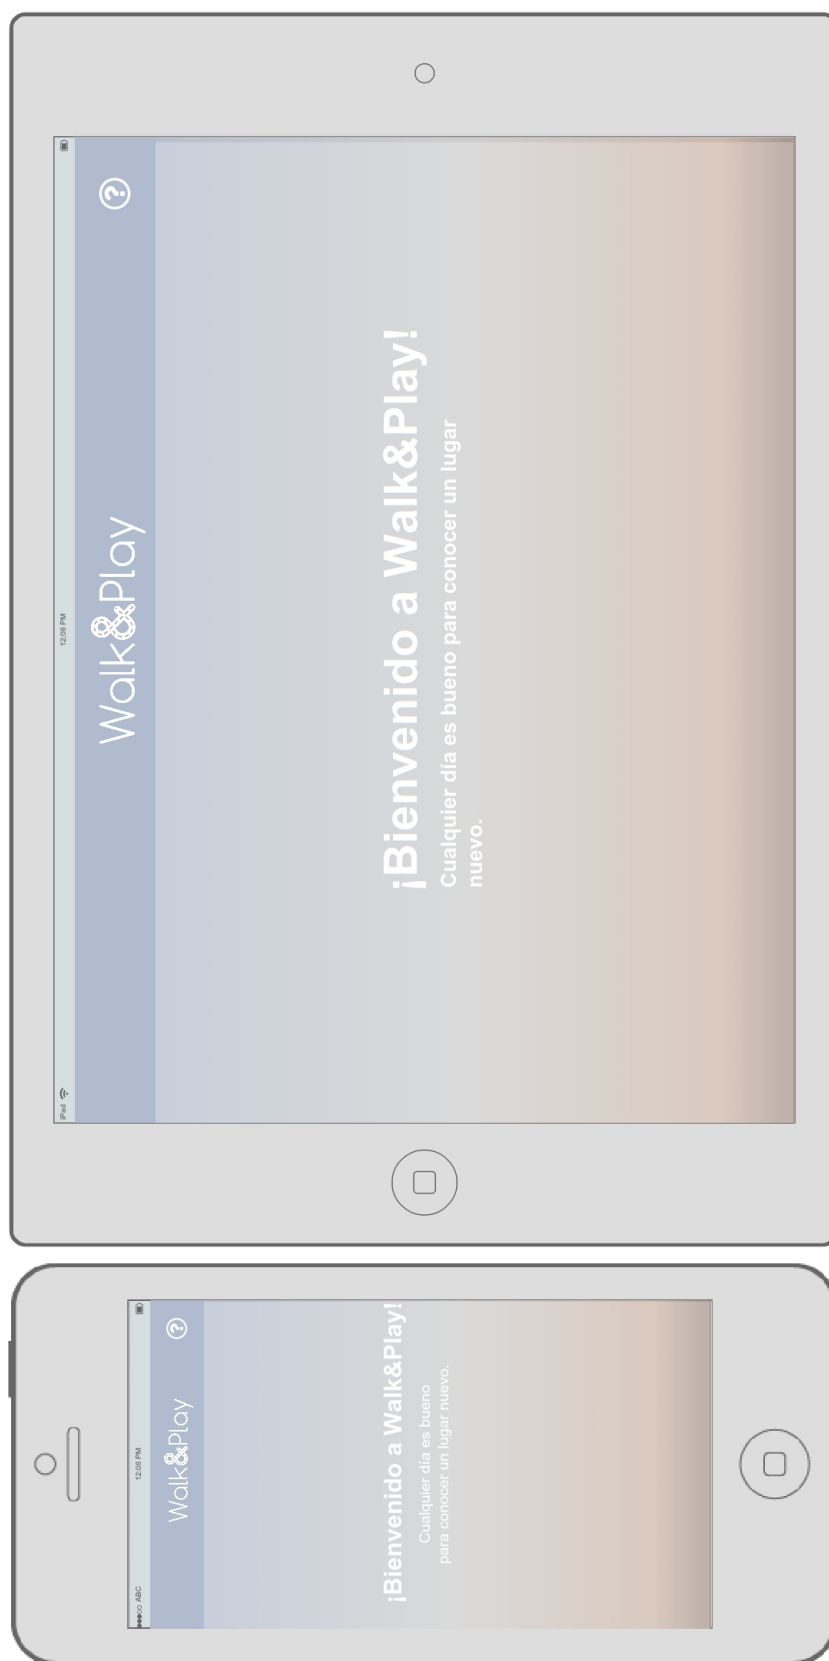 iPad
12:08 PM
Walk&Play
?
¡Bienvenido a Walk&Play!
Cualquier día es bueno para conocer un lugar
nuevo.
ABC
12:08 PM
Walk&Play
?
¡Bienvenido a Walk&Play!
Cualquier día es bueno
para conocer un lugar nuevo.